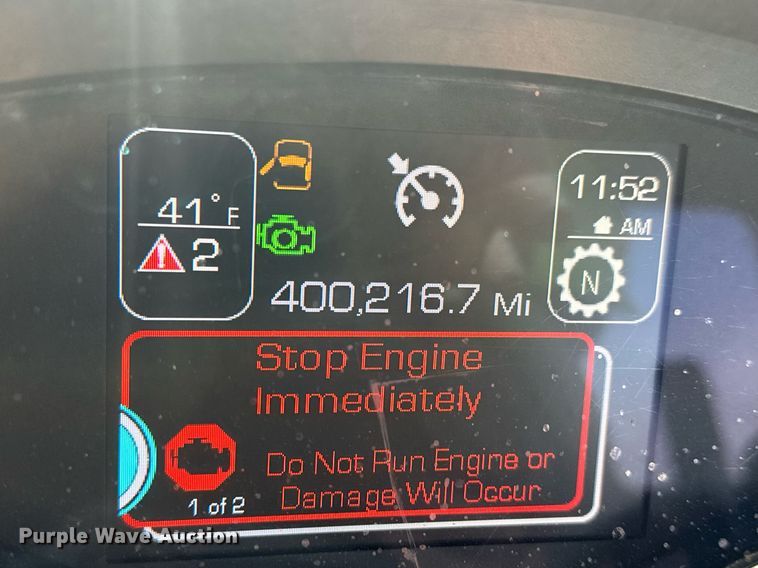 41°F
2
11:52
AM
N
400,216.7 Mi
Stop Engine
Immediately
Do Not Run Engine or
Damage Will Occur
1 of 2
Purple Wave Auction